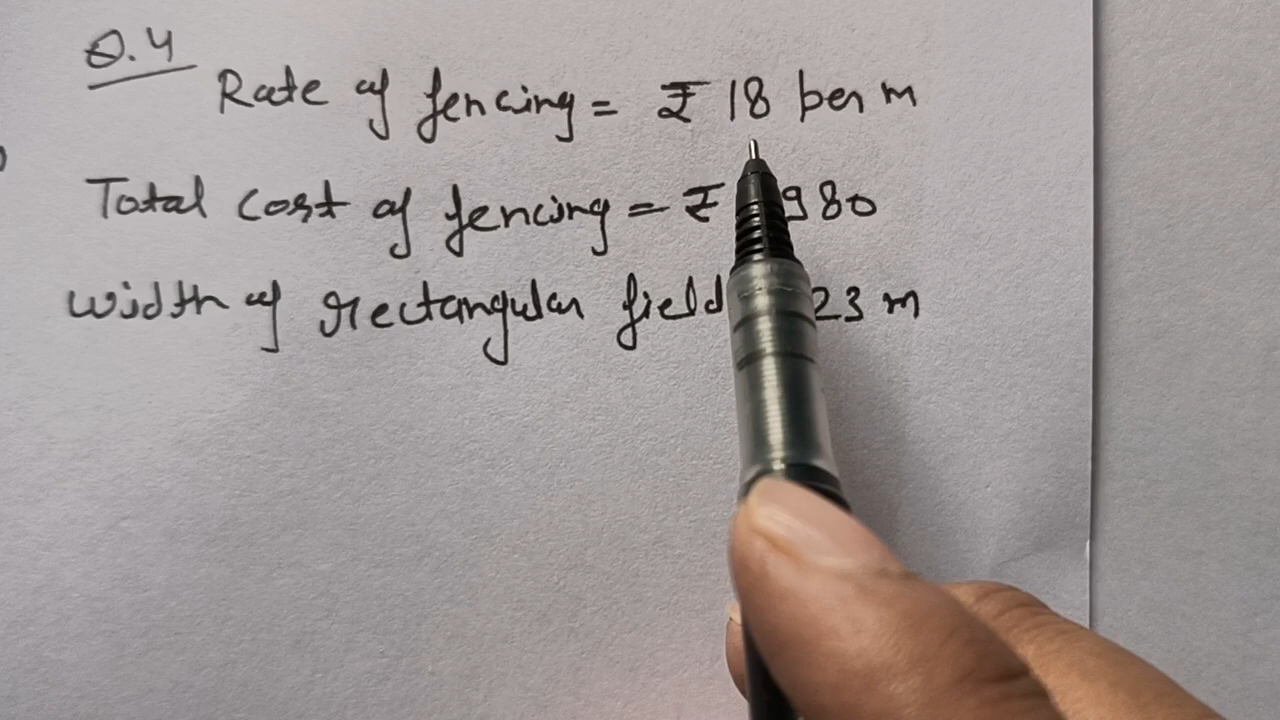 Q.4
Rate of fencing = ₹ 18 per m
Total cost of fencing = ₹ 980
Width of rectangular field 23 m